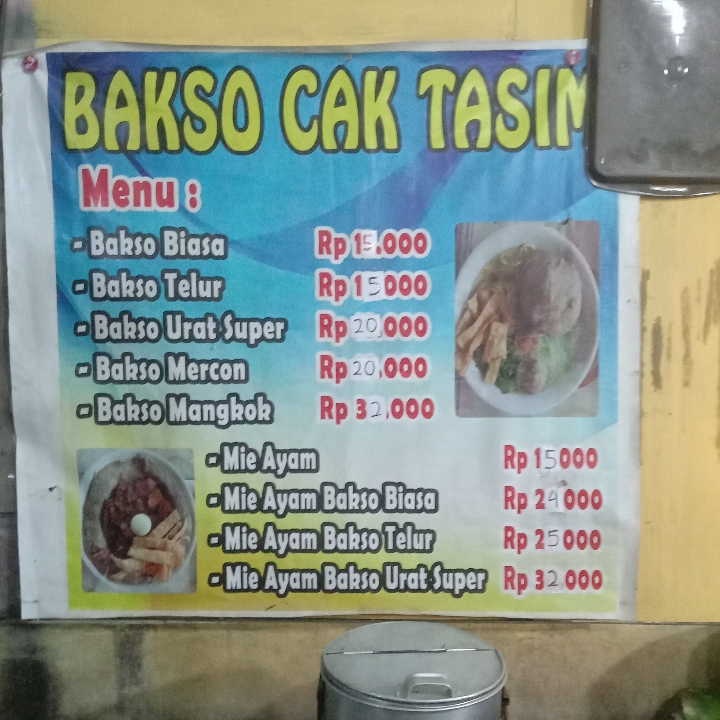 BAKSO CAK TASIM
Menu :
- Bakso Biasa Rp 15.000
- Bakso Telur Rp 15000
- Bakso Urat Super Rp 20,000
- Bakso Mercon Rp 20,000
- Bakso Mangkok Rp 32,000
- Mie Ayam Rp 15000
- Mie Ayam Bakso Biasa Rp 24000
- Mie Ayam Bakso Telur Rp 25000
- Mie Ayam Bakso Urat Super Rp 32000